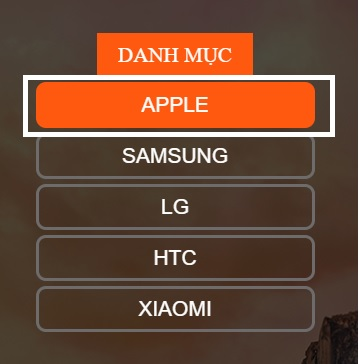 DANH MỤC
APPLE
SAMSUNG
LG
HTC
XIAOMI